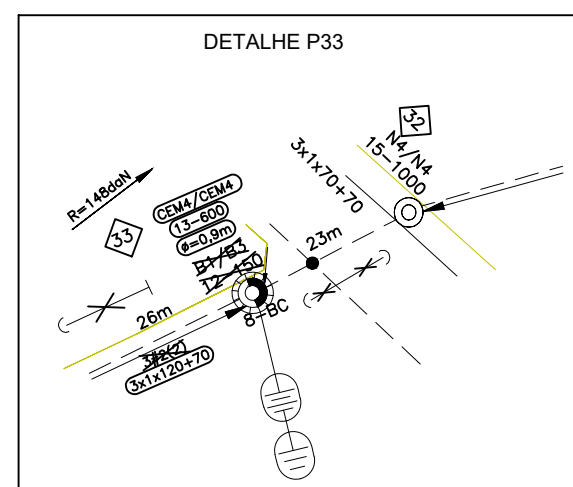 DETALHE P33
32
N4/N4
15-1000
3x1x70+70
R=148daN
33
CEM4/CEM4
13-600
ø=0,9m
B1/B3
12-150
23m
26m
8-BC
3#2(2)
3x1x120+70